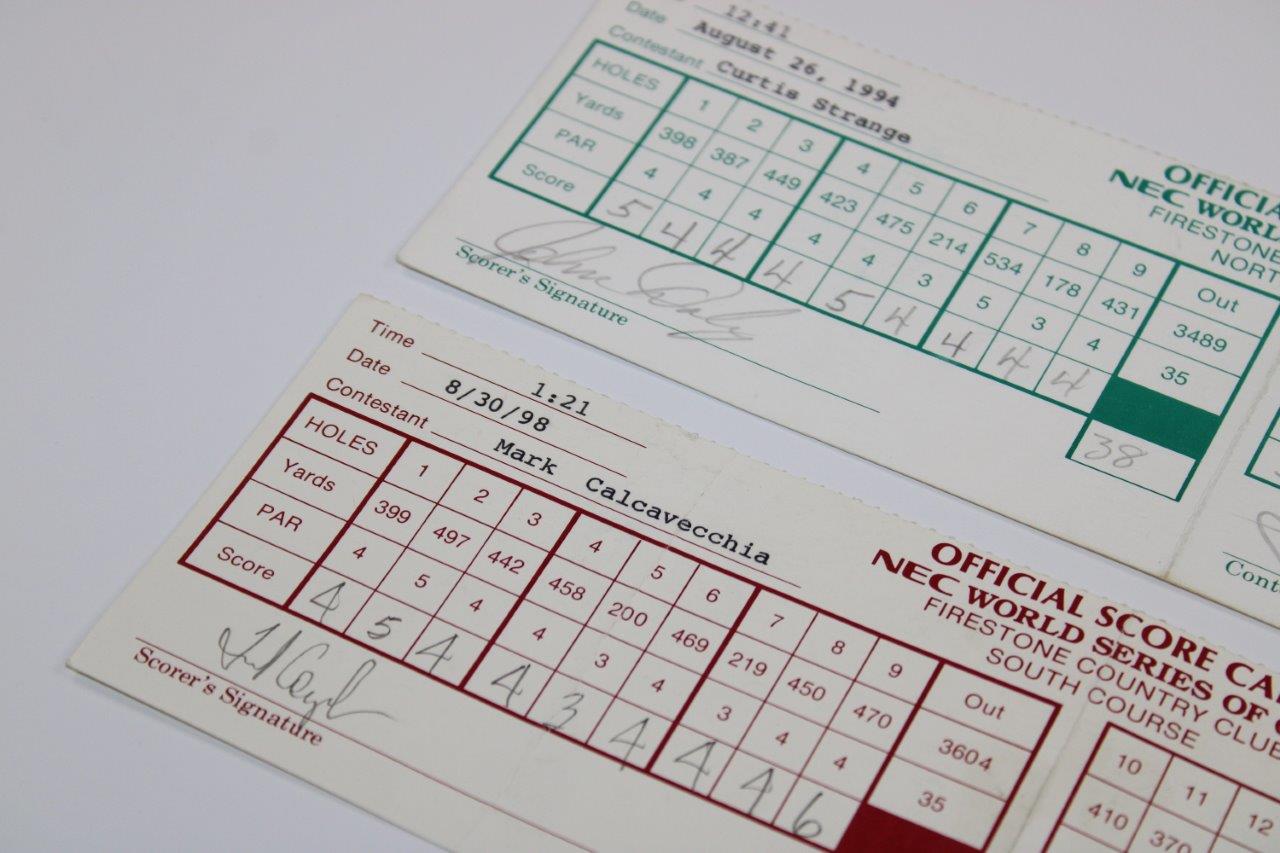 12:41
Date August 26, 1994
Contestant Curtis Strange
HOLES 1 2 3 4 5 6 7 8 9 Out
Yards 398 387 449 423 475 214 534 178 431 3489
PAR 4 4 4 4 4 3 5 3 4 35
Score 5 4 4 4 5 4 4 4 4 38
Scorer's Signature
OFFICIA
NEC WORLD
FIRESTONE
NORT
Cont
Time 1:21
Date 8/30/98
Contestant Mark Calcavecchia
HOLES 1 2 3 4 5 6 7 8 9 Out
Yards 399 497 442 458 200 469 219 450 470 3604
PAR 4 5 4 4 3 4 3 4 4 35
Score 4 5 4 4 3 4 4 4 6
Scorer's Signature
OFFICIAL SCORE CA
NEC WORLD SERIES OF
FIRESTONE COUNTRY CLUB
SOUTH COURSE
10 11 12
410 370